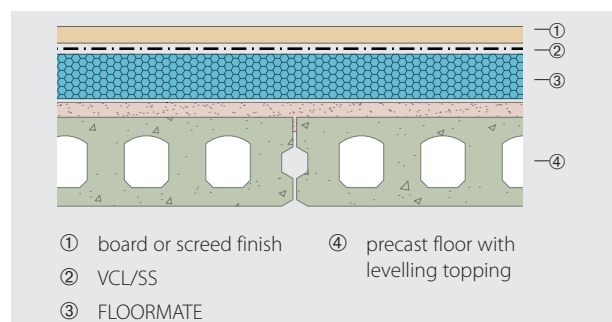 ①
②
③
④
① board or screed finish
② VCL/SS
③ FLOORMATE
④ precast floor with
levelling topping